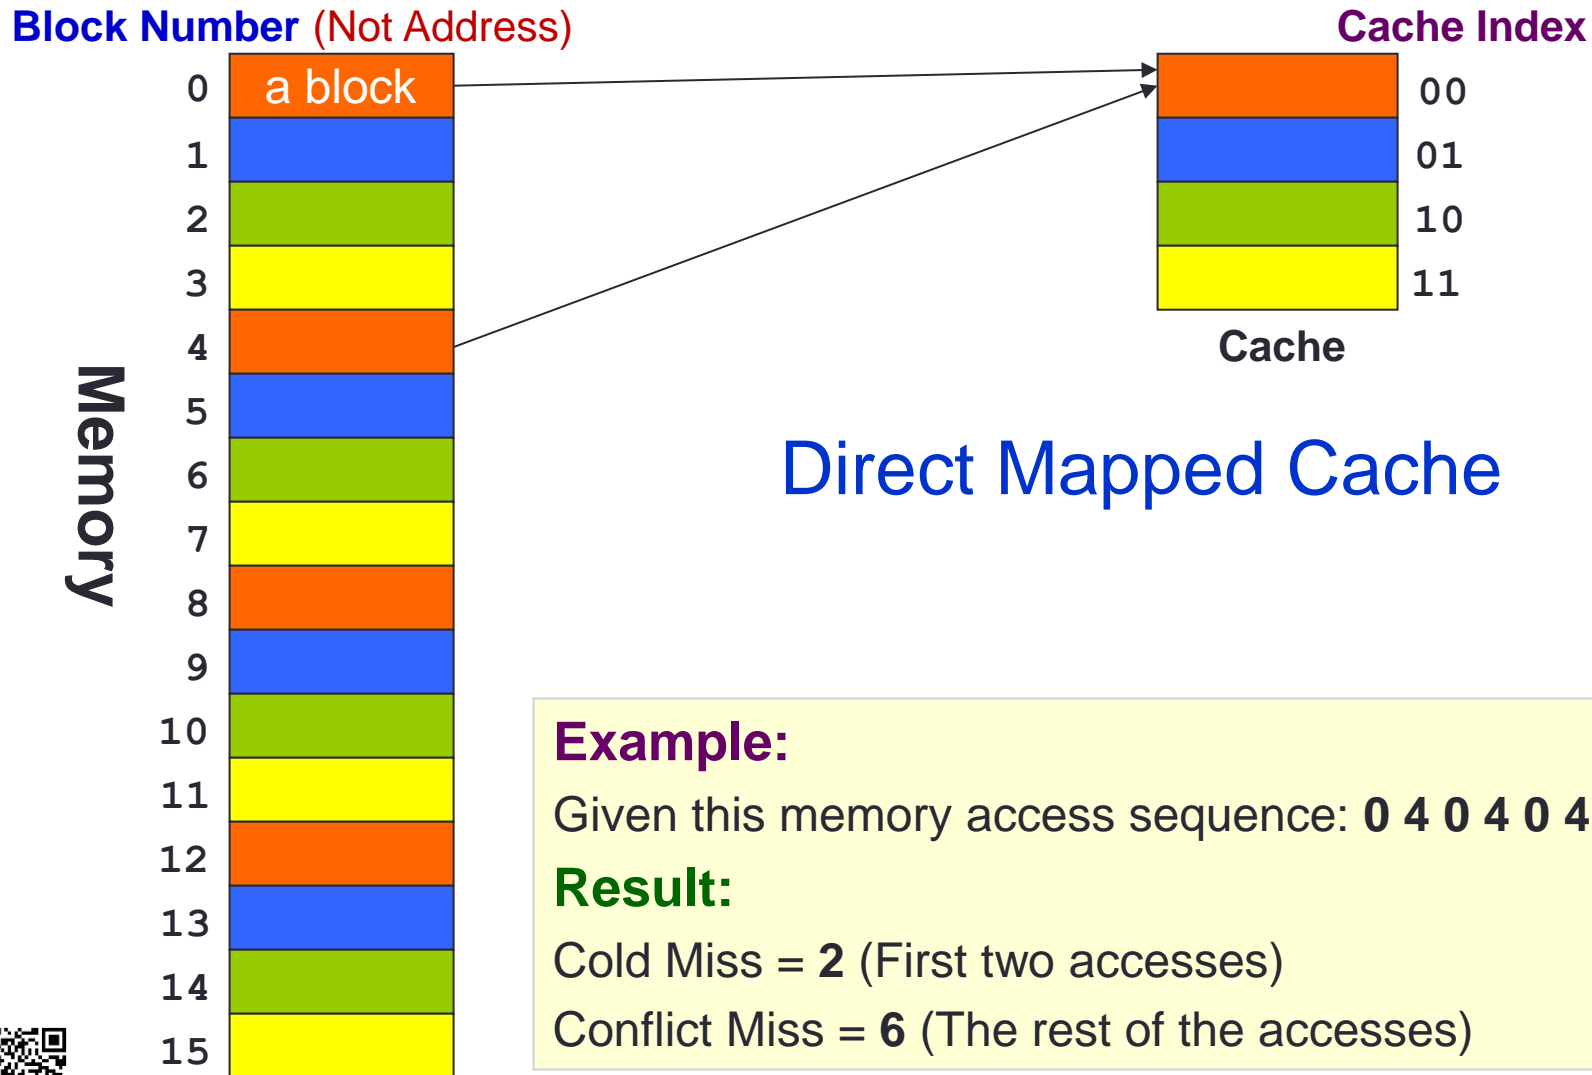 Block Number (Not Address)
Cache Index
0
a block
00
1
01
2
10
3
11
4
Cache
5
6
7
8
9
10
11
12
13
14
15
Memory
Direct Mapped Cache
Example:
Given this memory access sequence: 0 4 0 4 0 4
Result:
Cold Miss = 2 (First two accesses)
Conflict Miss = 6 (The rest of the accesses)